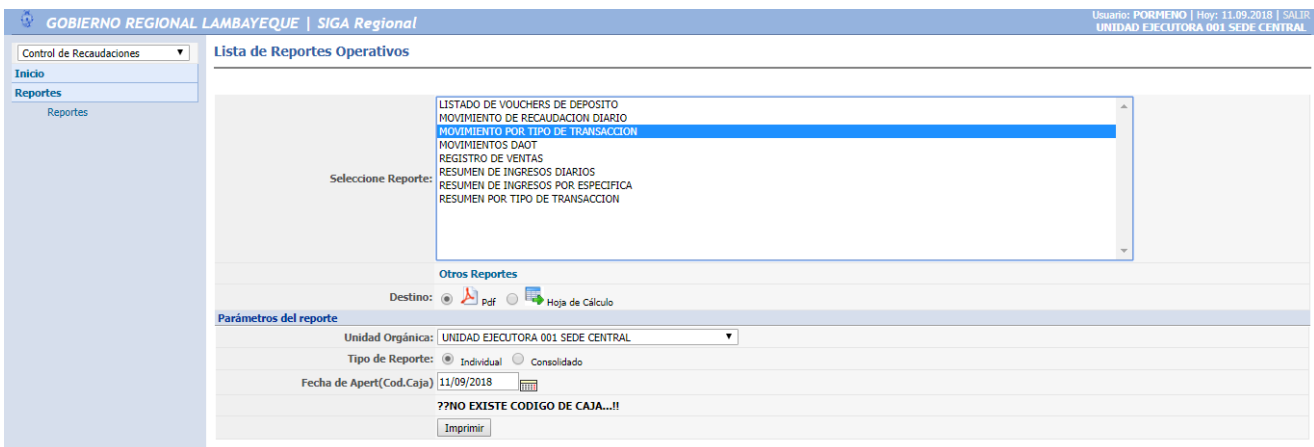 GOBIERNO REGIONAL LAMBAYEQUE | SIGA Regional
Usuario: PORMENO | Hoy: 11.09.2018 | SALIR
UNIDAD EJECUTORA 001 SEDE CENTRAL
Control de Recaudaciones
Inicio
Reportes
Reportes
Lista de Reportes Operativos
Seleccione Reporte:
LISTADO DE VOUCHERS DE DEPOSITO
MOVIMIENTO DE RECAUDACION DIARIO
MOVIMIENTO POR TIPO DE TRANSACCION
MOVIMIENTOS DAOT
REGISTRO DE VENTAS
RESUMEN DE INGRESOS DIARIOS
RESUMEN DE INGRESOS POR ESPECIFICA
RESUMEN POR TIPO DE TRANSACCION
Otros Reportes
Destino: Pdf Hoja de Cálculo
Parámetros del reporte
Unidad Orgánica: UNIDAD EJECUTORA 001 SEDE CENTRAL
Tipo de Reporte: Individual Consolidado
Fecha de Apert(Cod.Caja) 11/09/2018
??NO EXISTE CODIGO DE CAJA...!!
Imprimir